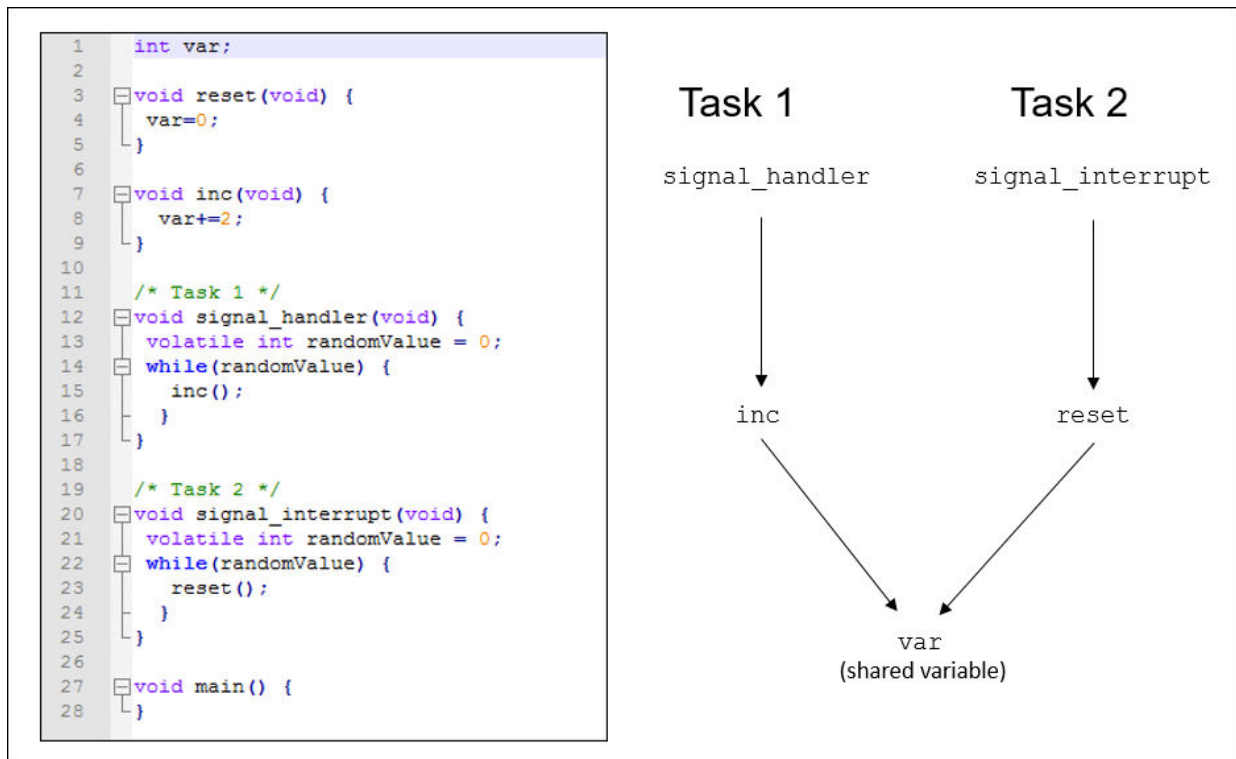 1 int var;
2
3 void reset(void) {
4 var=0;
5 }
6
7 void inc(void) {
8 var+=2;
9 }
10
11 /* Task 1 */
12 void signal_handler(void) {
13 volatile int randomValue = 0;
14 while(randomValue) {
15 inc();
16 }
17 }
18
19 /* Task 2 */
20 void signal_interrupt(void) {
21 volatile int randomValue = 0;
22 while(randomValue) {
23 reset();
24 }
25 }
26
27 void main() {
28 }
Task 1
Task 2
signal_handler
signal_interrupt
inc
reset
var
(shared variable)